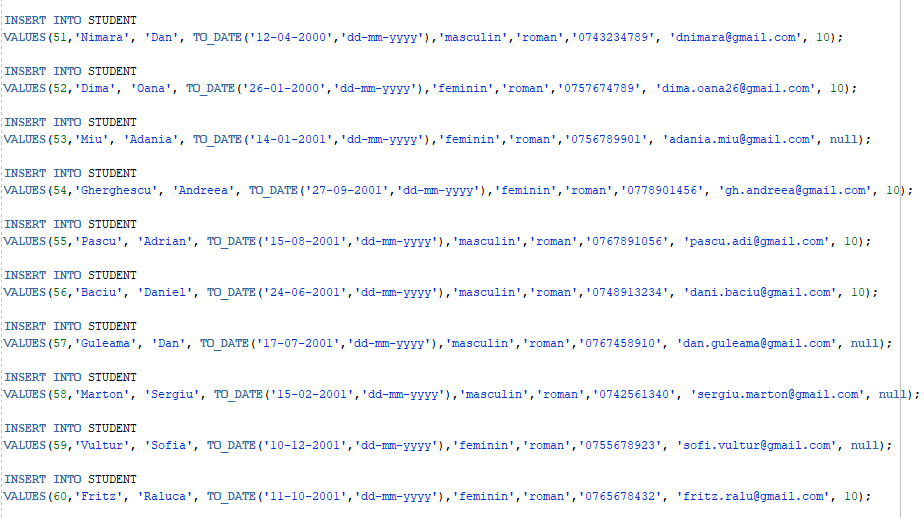 INSERT INTO STUDENT
VALUES(51,'Nimara', 'Dan', TO_DATE('12-04-2000','dd-mm-yyyy'),'masculin','roman','0743234789', 'dnimara@gmail.com', 10);
INSERT INTO STUDENT
VALUES(52,'Dima', 'Oana', TO_DATE('26-01-2000','dd-mm-yyyy'),'feminin','roman','0757674789', 'dima.oana26@gmail.com', 10);
INSERT INTO STUDENT
VALUES(53,'Miu', 'Adania', TO_DATE('14-01-2001','dd-mm-yyyy'),'feminin','roman','0756789901', 'adania.miu@gmail.com', null);
INSERT INTO STUDENT
VALUES(54,'Gherghescu', 'Andreea', TO_DATE('27-09-2001','dd-mm-yyyy'),'feminin','roman','0778901456', 'gh.andreea@gmail.com', 10);
INSERT INTO STUDENT
VALUES(55,'Pascu', 'Adrian', TO_DATE('15-08-2001','dd-mm-yyyy'),'masculin','roman','0767891056', 'pascu.adi@gmail.com', 10);
INSERT INTO STUDENT
VALUES(56,'Baciu', 'Daniel', TO_DATE('24-06-2001','dd-mm-yyyy'),'masculin','roman','0748913234', 'dani.baciu@gmail.com', 10);
INSERT INTO STUDENT
VALUES(57,'Guleama', 'Dan', TO_DATE('17-07-2001','dd-mm-yyyy'),'masculin','roman','0767458910', 'dan.guleama@gmail.com', null);
INSERT INTO STUDENT
VALUES(58,'Marton', 'Sergiu', TO_DATE('15-02-2001','dd-mm-yyyy'),'masculin','roman','0742561340', 'sergiu.marton@gmail.com', null);
INSERT INTO STUDENT
VALUES(59,'Vultur', 'Sofia', TO_DATE('10-12-2001','dd-mm-yyyy'),'feminin','roman','0755678923', 'sofi.vultur@gmail.com', null);
INSERT INTO STUDENT
VALUES(60,'Fritz', 'Raluca', TO_DATE('11-10-2001','dd-mm-yyyy'),'feminin','roman','0765678432', 'fritz.ralu@gmail.com', 10);